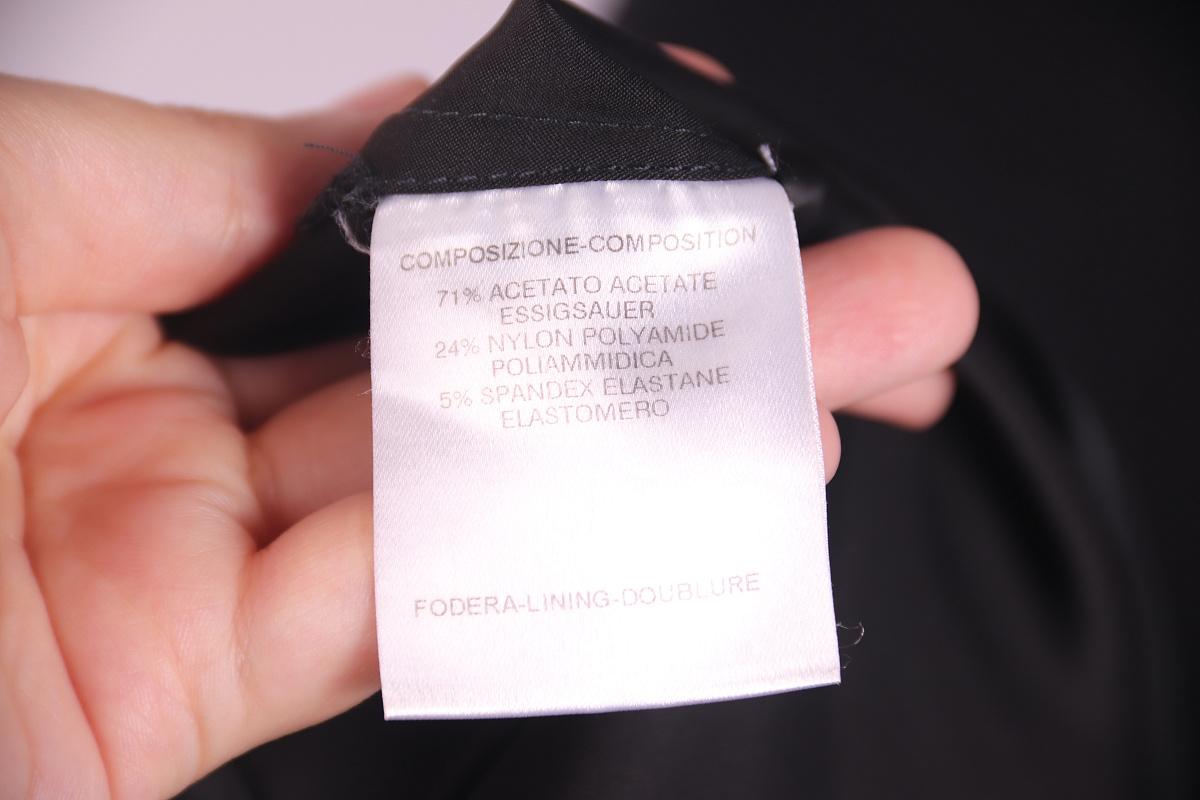 COMPOSIZIONE-COMPOSITION
71% ACETATO ACETATE
ESSIGSAUER
24% NYLON POLYAMIDE
POLIAMMIDICA
5% SPANDEX ELASTANE
ELASTOMERO
FODERA-LINING-DOUBLURE